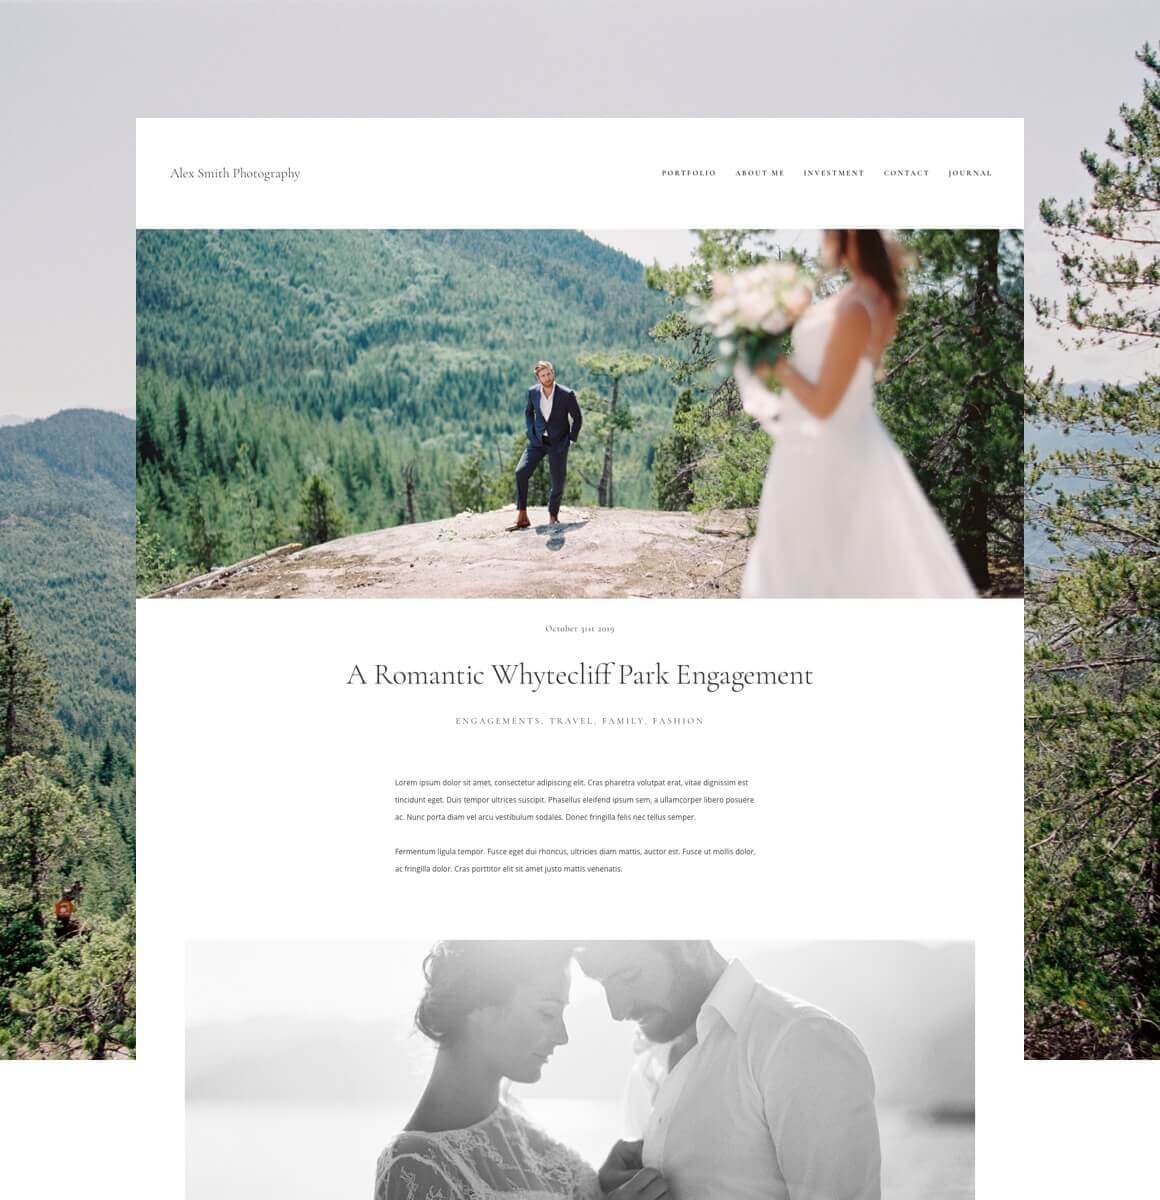 Alex Smith Photography
PORTFOLIO ABOUT ME INVESTMENT CONTACT JOURNAL
October 31st 2019
A Romantic Whytecliff Park Engagement
ENGAGEMENTS, TRAVEL, FAMILY, FASHION
Lorem ipsum dolor sit amet, consectetur adipiscing elit. Cras pharetra volutpat erat, vitae dignissim est
tincidunt eget. Duis tempor ultrices suscipit. Phasellus eleifend ipsum sem, a ullamcorper libero posuere
ac. Nunc porta diam vel arcu vestibulum sodales. Donec fringilla felis nec tellus semper.
Fermentum ligula tempor. Fusce eget dui rhoncus, ultricies diam mattis, auctor est. Fusce ut mollis dolor,
ac fringilla dolor. Cras porttitor elit sit amet justo mattis venenatis.